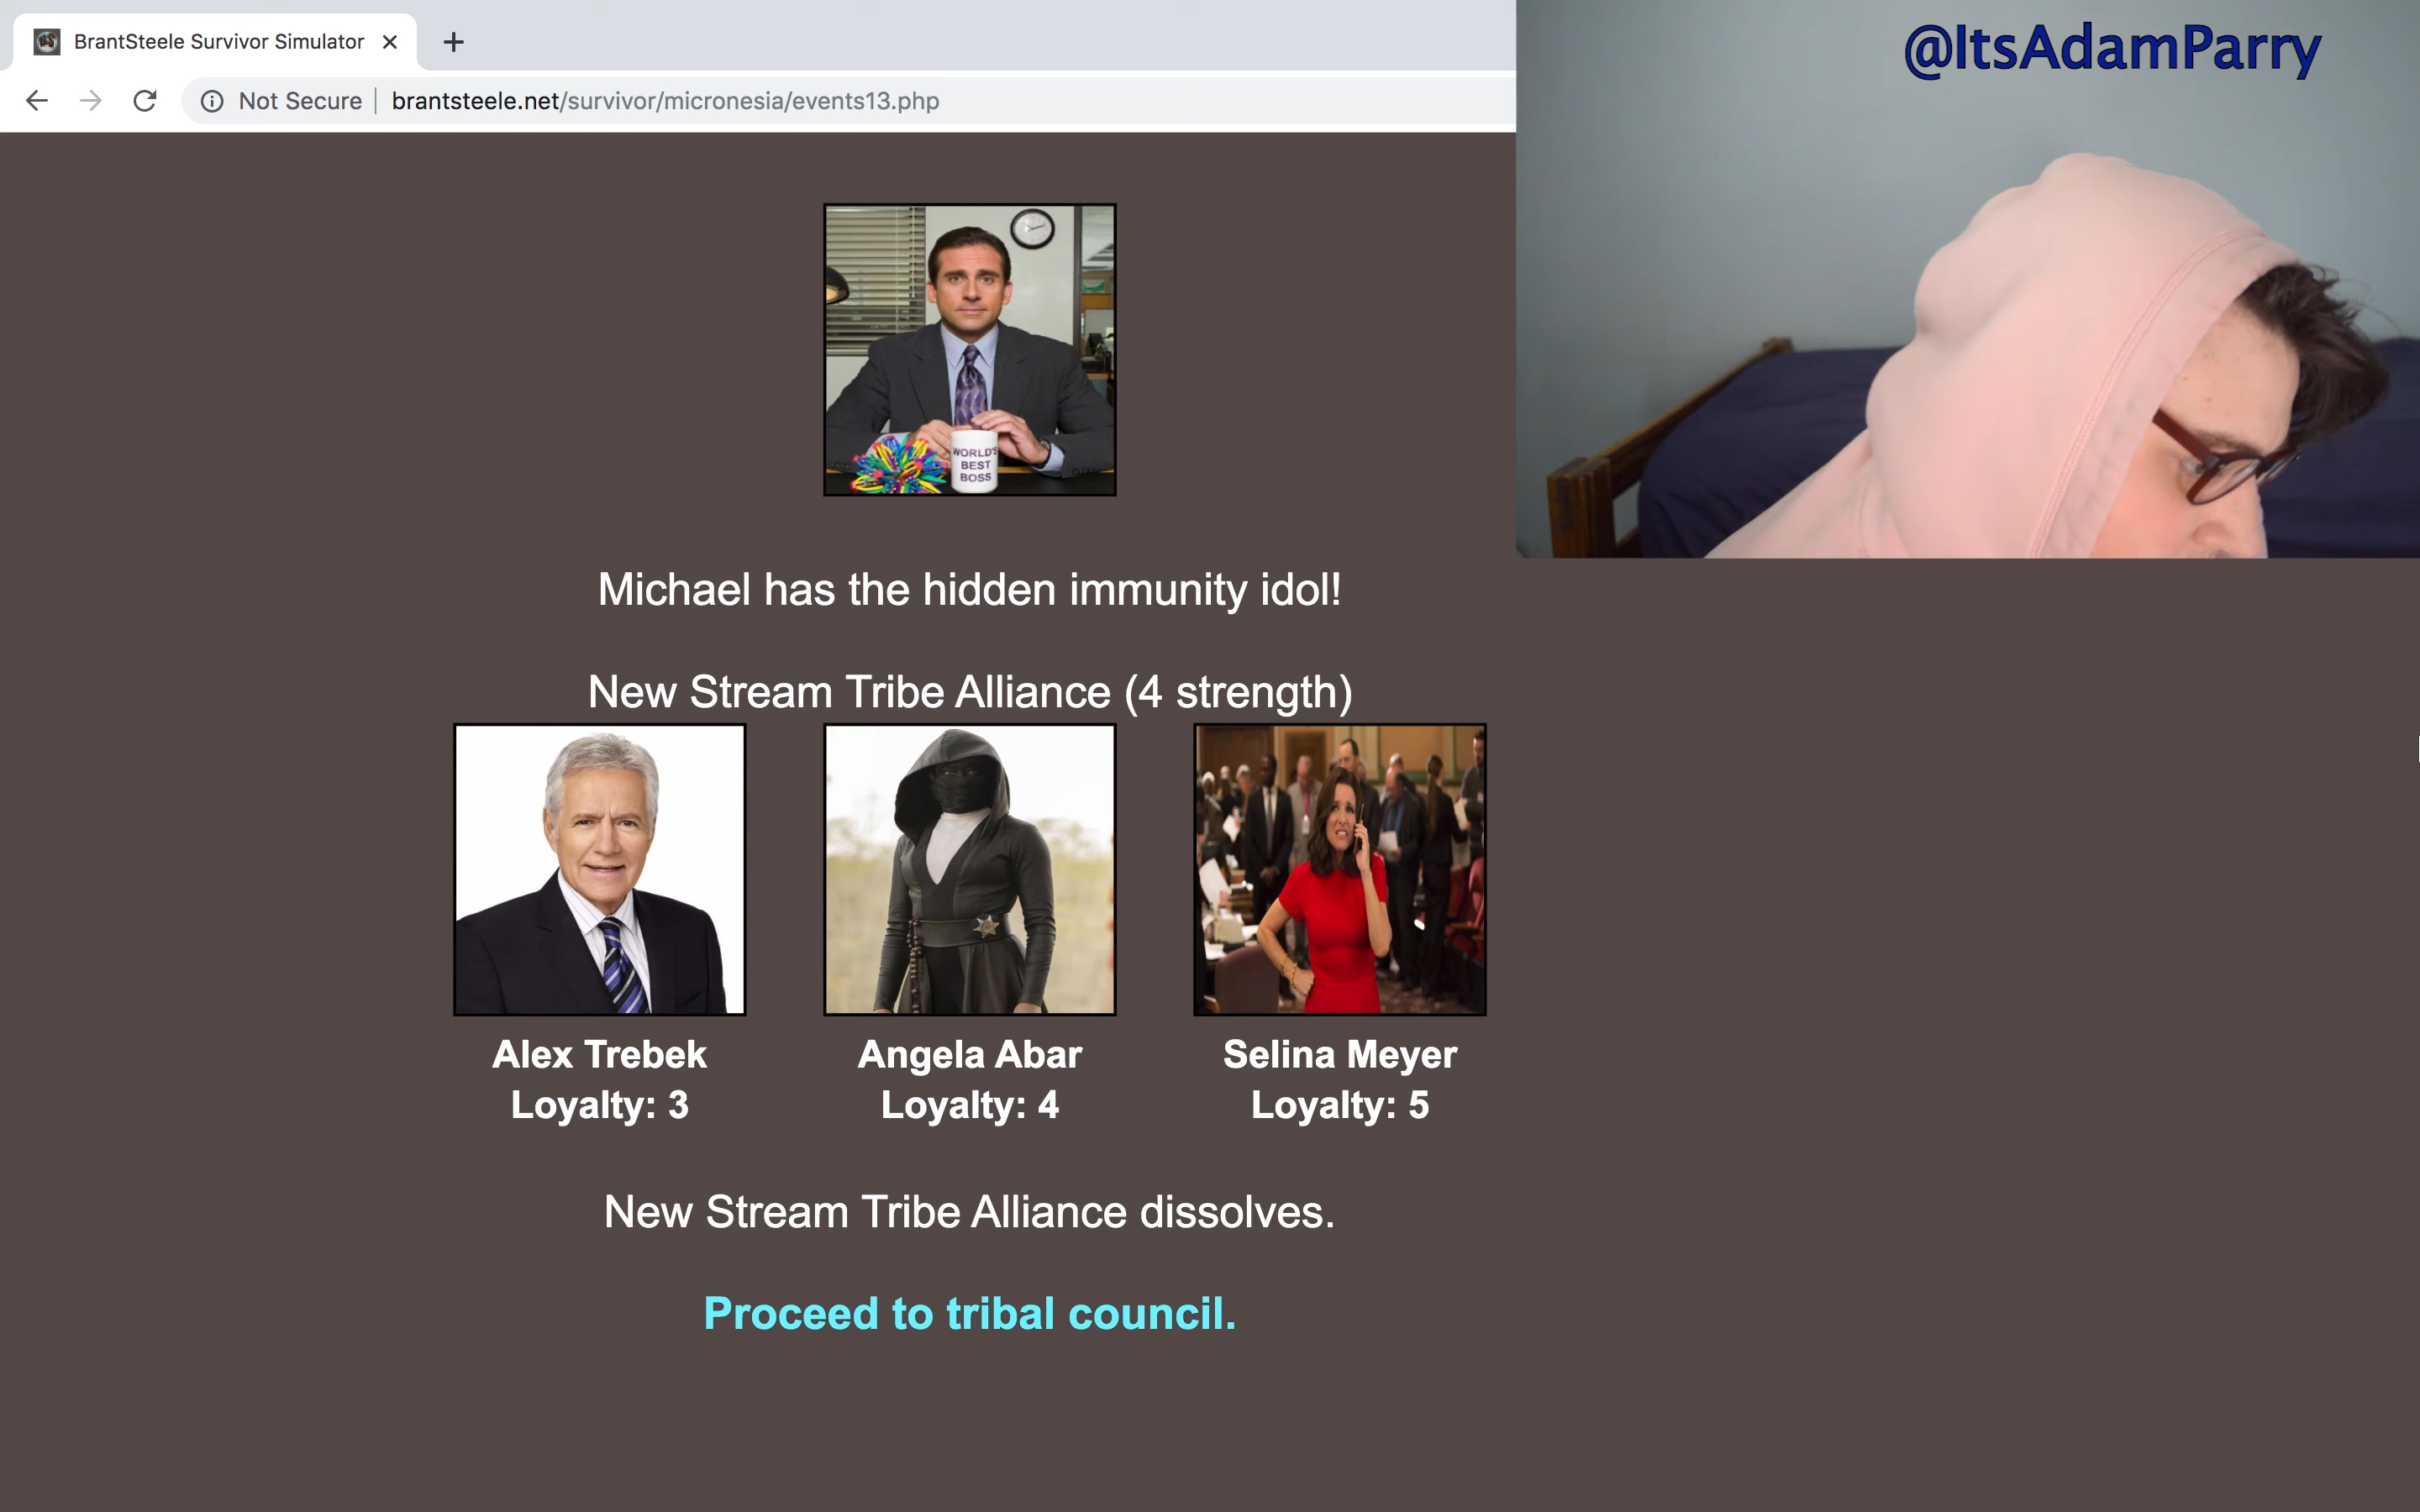 BrantSteele Survivor Simulator
@ItsAdamParry
Not Secure
brantsteele.net/survivor/micronesia/events13.php
WORLD'S
BEST
BOSS
Michael has the hidden immunity idol!
New Stream Tribe Alliance (4 strength)
Alex Trebek
Loyalty: 3
Angela Abar
Loyalty: 4
Selina Meyer
Loyalty: 5
New Stream Tribe Alliance dissolves.
Proceed to tribal council.